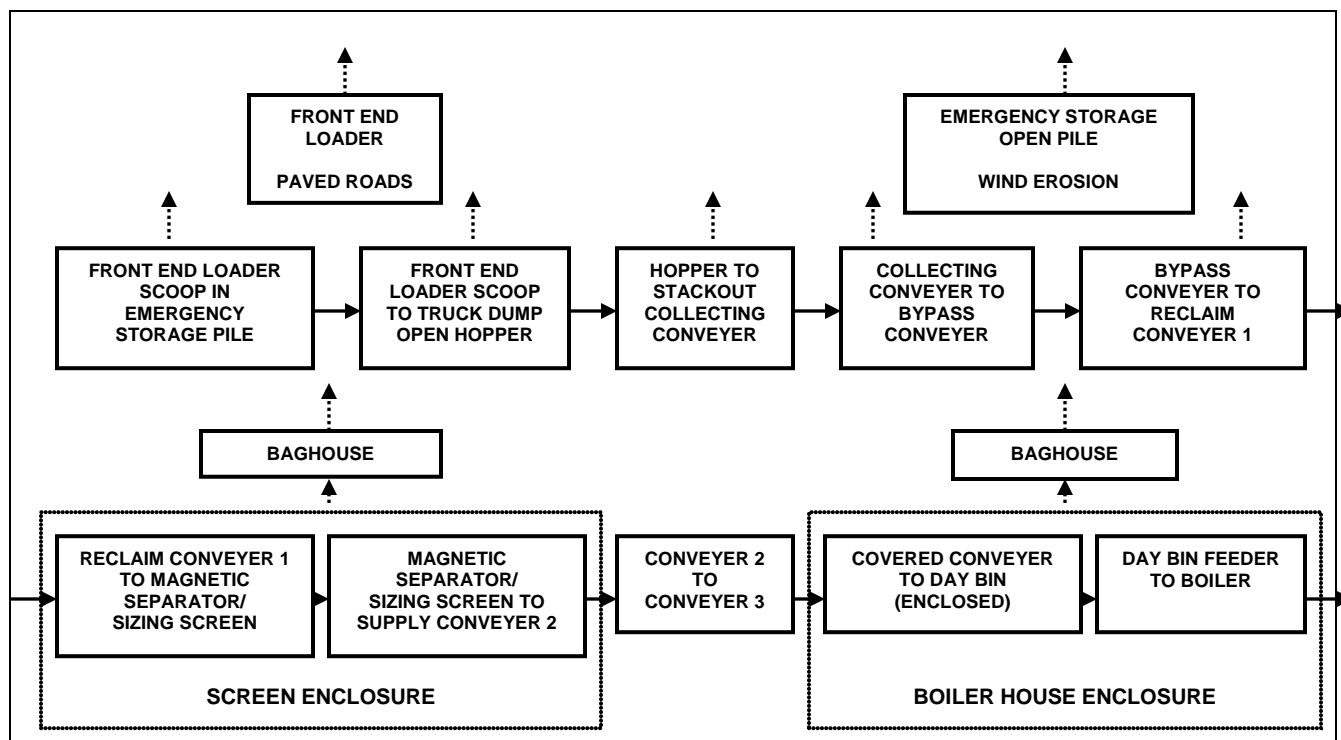 FRONT END
LOADER
PAVED ROADS
EMERGENCY STORAGE
OPEN PILE
WIND EROSION
FRONT END LOADER
SCOOP IN
EMERGENCY
STORAGE PILE
FRONT END
LOADER SCOOP
TO TRUCK DUMP
OPEN HOPPER
HOPPER TO
STACKOUT
COLLECTING
CONVEYER
COLLECTING
CONVEYER TO
BYPASS
CONVEYER
BYPASS
CONVEYER TO
RECLAIM
CONVEYER 1
BAGHOUSE
BAGHOUSE
RECLAIM CONVEYER 1
TO MAGNETIC
SEPARATOR/
SIZING SCREEN
MAGNETIC
SEPARATOR/
SIZING SCREEN TO
SUPPLY CONVEYER 2
CONVEYER 2
TO
CONVEYER 3
COVERED CONVEYER
TO DAY BIN
(ENCLOSED)
DAY BIN FEEDER
TO BOILER
SCREEN ENCLOSURE
BOILER HOUSE ENCLOSURE